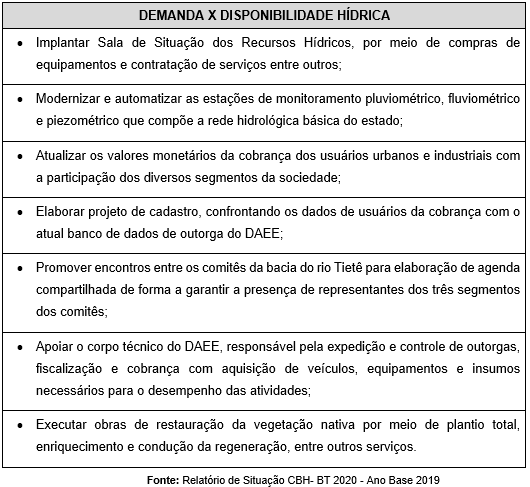 DEMANDA X DISPONIBILIDADE HÍDRICA
• Implantar Sala de Situação dos Recursos Hídricos, por meio de compras de
equipamentos e contratação de serviços entre outros;
• Modernizar e automatizar as estações de monitoramento pluviométrico, fluviométrico
e piezométrico que compõe a rede hidrológica básica do estado;
• Atualizar os valores monetários da cobrança dos usuários urbanos e industriais com
a participação dos diversos segmentos da sociedade;
• Elaborar projeto de cadastro, confrontando os dados de usuários da cobrança com o
atual banco de dados de outorga do DAEE;
• Promover encontros entre os comitês da bacia do rio Tietê para elaboração de agenda
compartilhada de forma a garantir a presença de representantes dos três segmentos
dos comitês;
• Apoiar o corpo técnico do DAEE, responsável pela expedição e controle de outorgas,
fiscalização e cobrança com aquisição de veículos, equipamentos e insumos
necessários para o desempenho das atividades;
• Executar obras de restauração da vegetação nativa por meio de plantio total,
enriquecimento e condução da regeneração, entre outros serviços.
Fonte: Relatório de Situação CBH- BT 2020 - Ano Base 2019